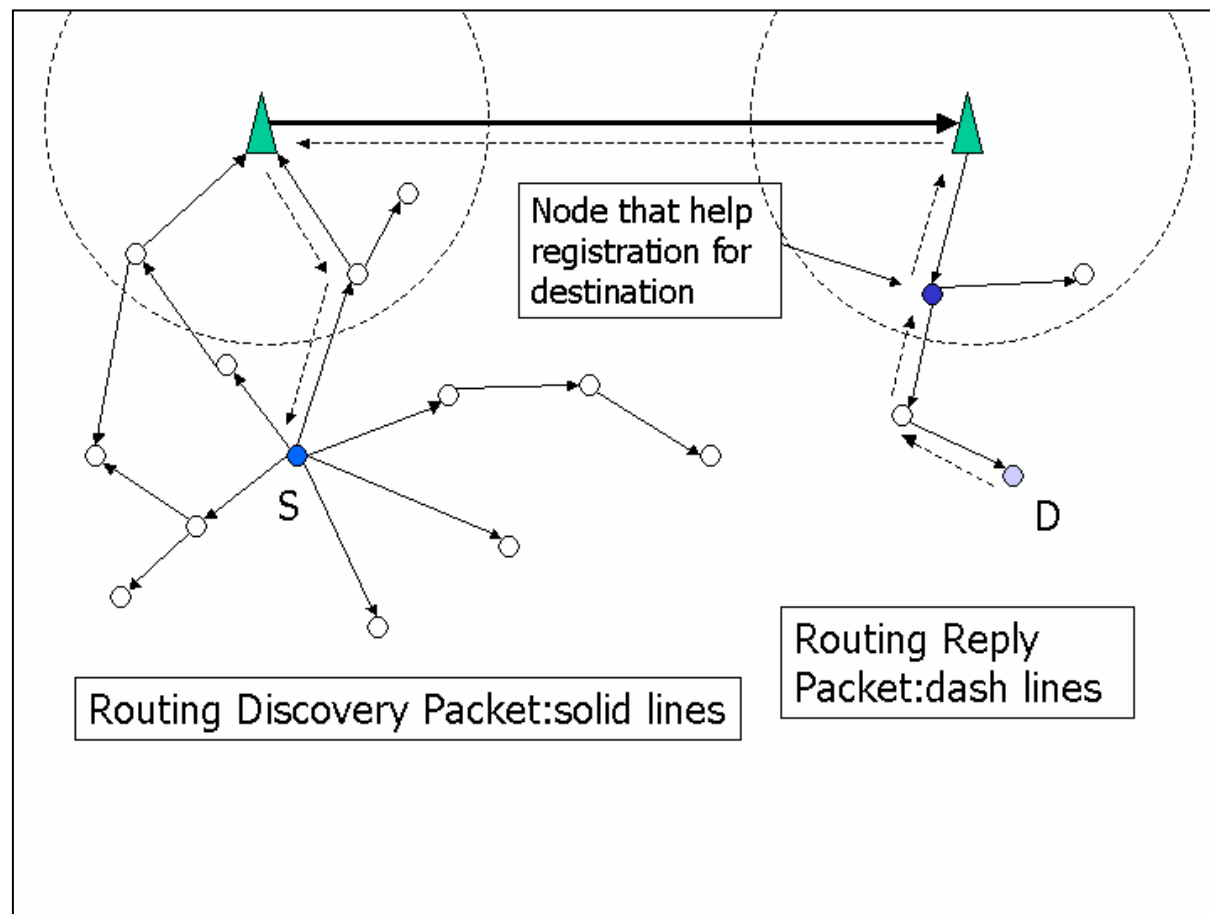 Node that help
registration for
destination
S
D
Routing Reply
Packet:dash lines
Routing Discovery Packet:solid lines